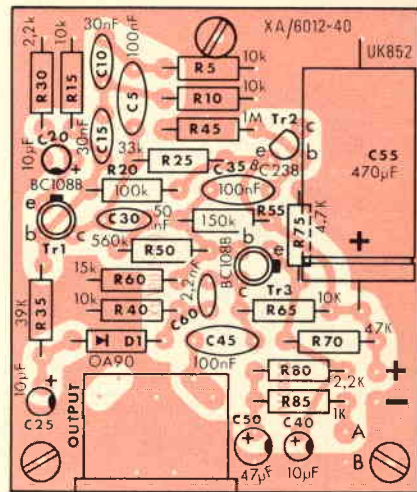 XA/6012-40
UK852
2,2k
R30
10k
R15
30nF
C10
100nF
C5
10k
R5
10k
R10
R45
1M
Tr2
c
b
e
BC238
C20
+
10µF
30nF
C15
33k
R25
R20
100k
C35
100nF
C55
470µF
+
BC108B
e
b
c
Tr1
C30
50nF
150k
R55
R75
4,7K
560k
R50
BC108B
b
e
c
Tr3
15k
R60
10k
R40
2,2nF
C60
10K
R65
39K
R35
D1
OA90
C45
100nF
R70
47K
R80
2,2K
+
R85
1K
−
10µF
+
C25
OUTPUT
C50
+
47µF
C40
+
10µF
A
B